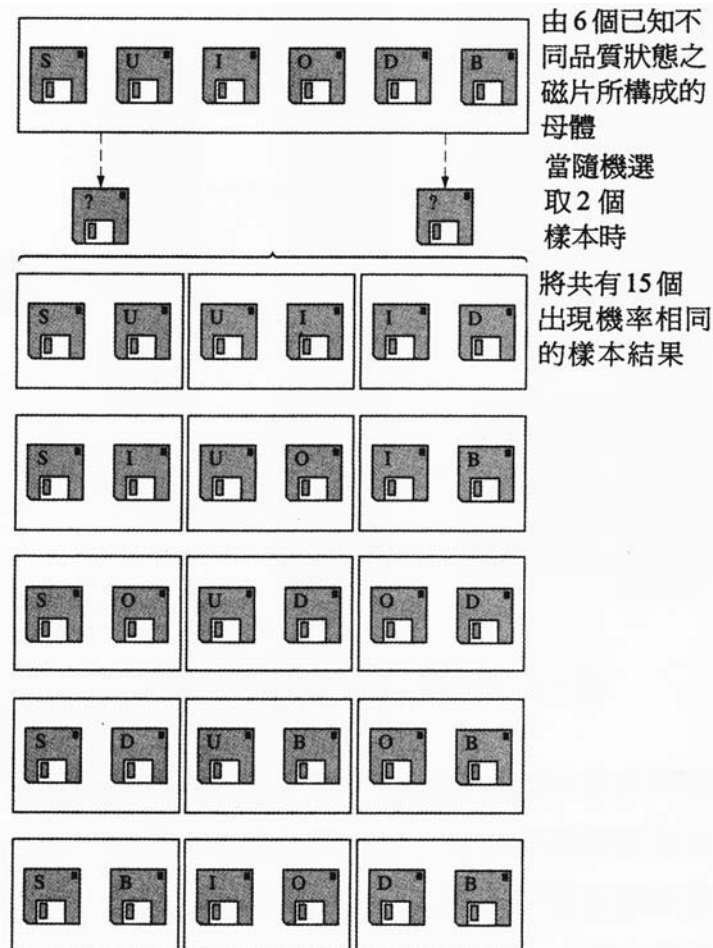 S U I O D B
由6個已知不
同品質狀態之
磁片所構成的
母體
? ?
當隨機選
取2個
樣本時
將共有15個
出現機率相同
的樣本結果
S U U I I D
S I U O I B
S O U D O D
S D U B O B
S B I O D B